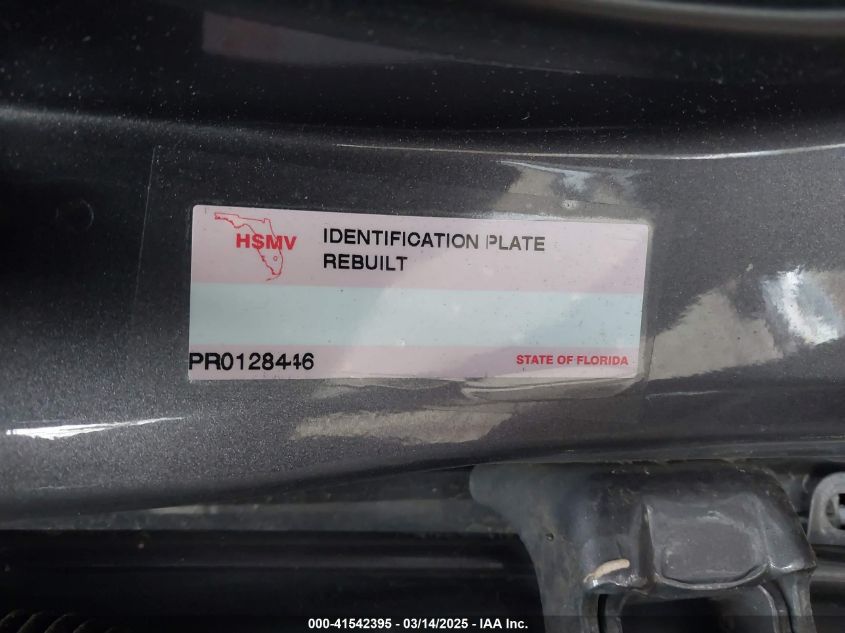 HSMV
IDENTIFICATION PLATE
REBUILT
PR0128446
STATE OF FLORIDA
000-41542395 - 03/14/2025 - IAA Inc.